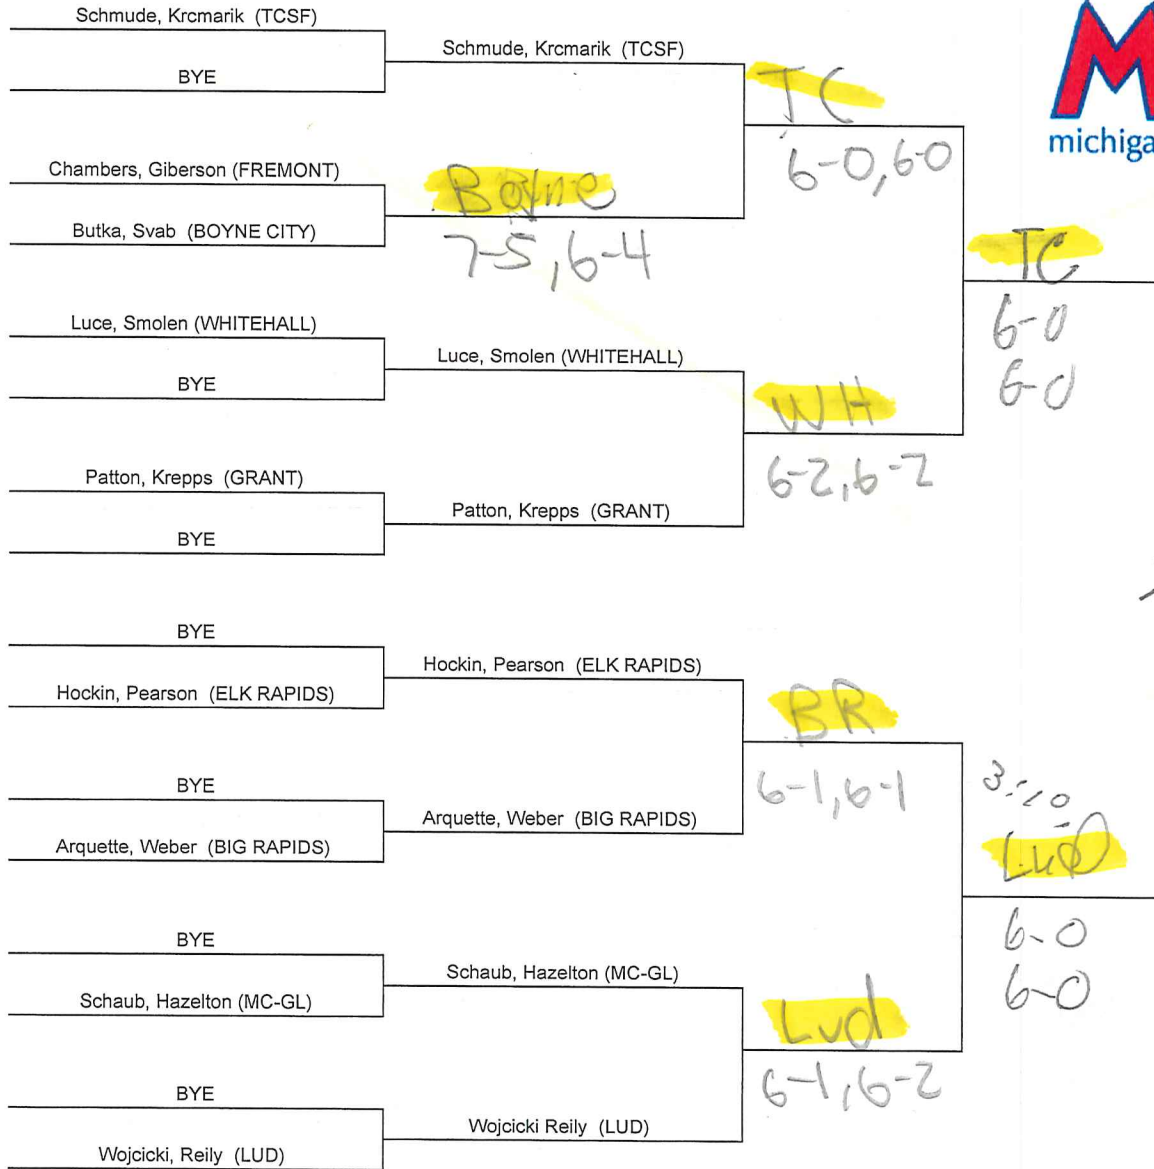 Schmude, Krcmarik (TCSF)
BYE
Chambers, Giberson (FREMONT)
Butka, Svab (BOYNE CITY)
Luce, Smolen (WHITEHALL)
BYE
Patton, Krepps (GRANT)
BYE
BYE
Hockin, Pearson (ELK RAPIDS)
BYE
Arquette, Weber (BIG RAPIDS)
BYE
Schaub, Hazelton (MC-GL)
BYE
Wojcicki, Reily (LUD)
Schmude, Krcmarik (TCSF)
Boyne
7-5, 6-4
Luce, Smolen (WHITEHALL)
Patton, Krepps (GRANT)
Hockin, Pearson (ELK RAPIDS)
Arquette, Weber (BIG RAPIDS)
Schaub, Hazelton (MC-GL)
Wojcicki Reily (LUD)
TC
6-0, 6-0
WH
6-2, 6-2
BR
6-1, 6-1
Lud
6-1, 6-2
M
michiga
TC
6-0
6-0
3:10
LuD
6-0
6-0